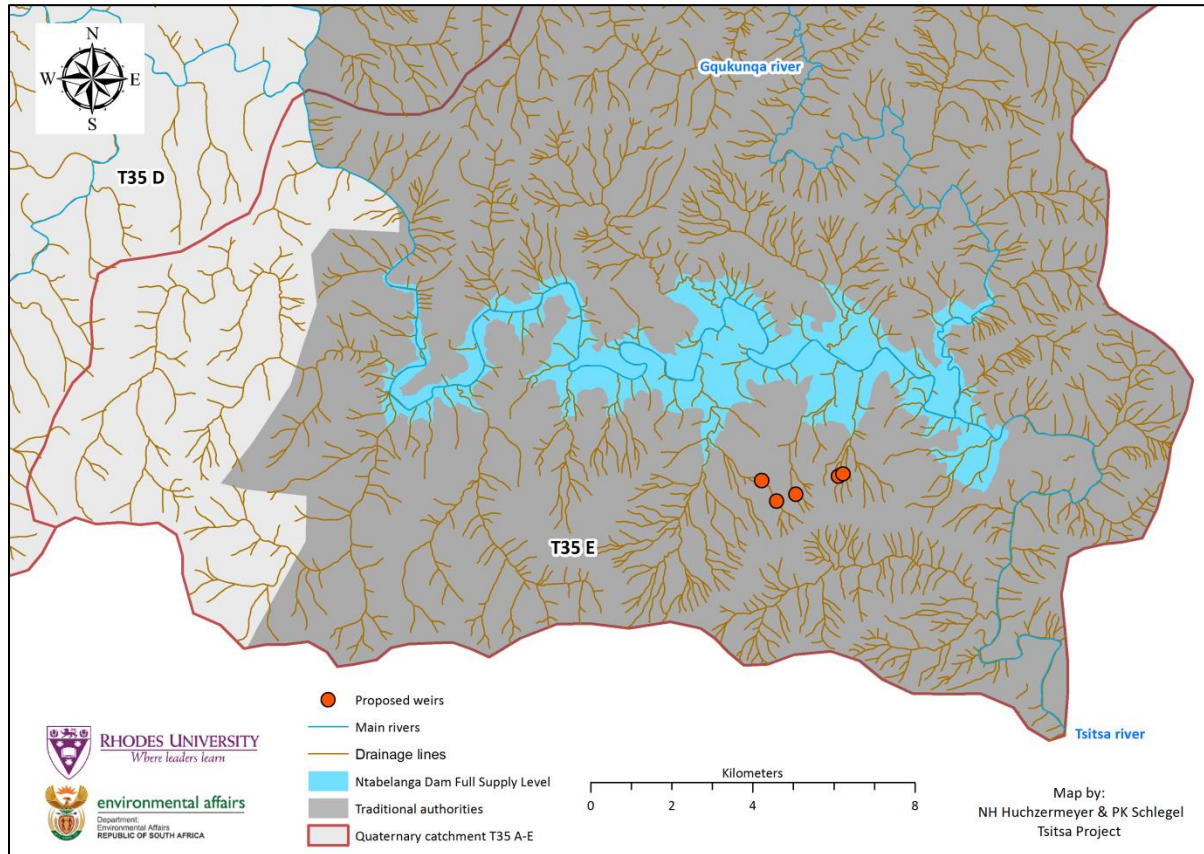 N
W E
S
Gqukunqa river
T35 D
T35 E
Tsitsa river
Proposed weirs
Main rivers
Drainage lines
Ntabelanga Dam Full Supply Level
Traditional authorities
Quaternary catchment T35 A-E
RHODES UNIVERSITY
Where leaders learn
environmental affairs
Department:
Environmental Affairs
REPUBLIC OF SOUTH AFRICA
Kilometers
0 2 4 8
Map by:
NH Huchzermeyer & PK Schlegel
Tsitsa Project